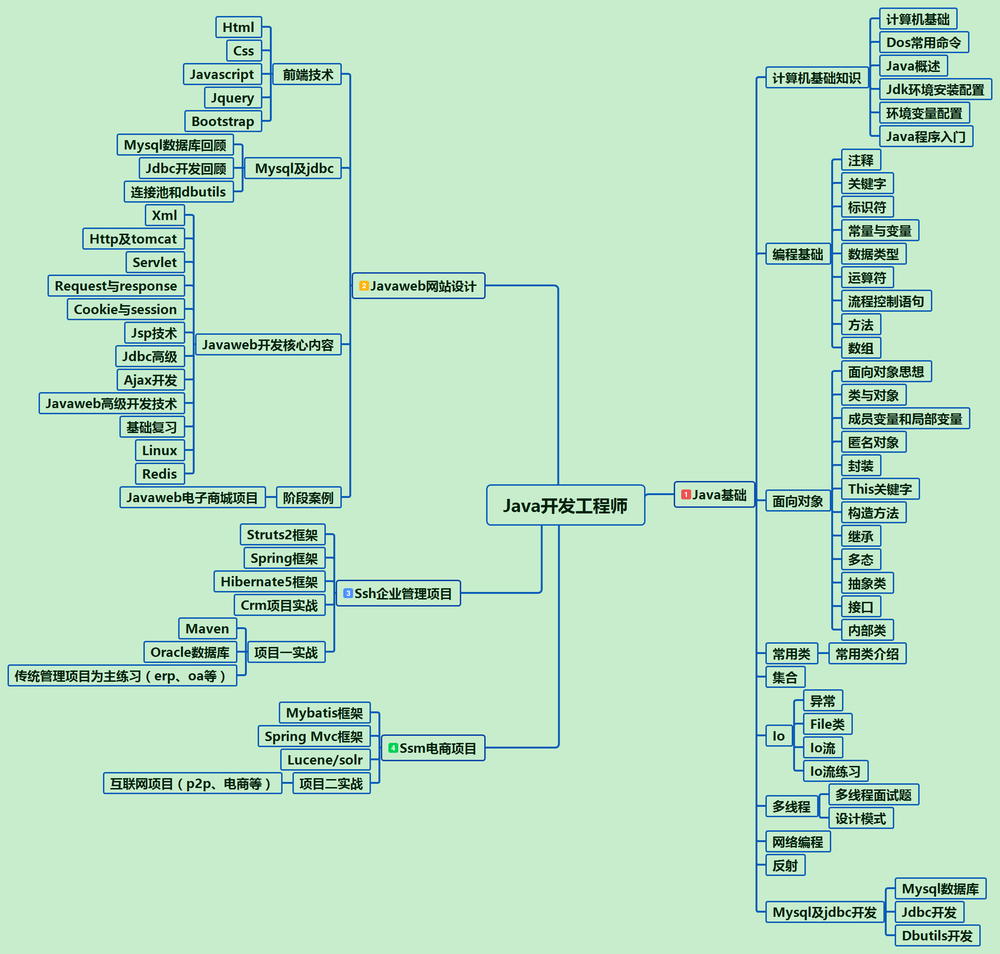 Java开发工程师
1
Java基础
计算机基础知识
计算机基础
Dos常用命令
Java概述
Jdk环境安装配置
环境变量配置
Java程序入门
编程基础
注释
关键字
标识符
常量与变量
数据类型
运算符
流程控制语句
方法
数组
面向对象
面向对象思想
类与对象
成员变量和局部变量
匿名对象
封装
This关键字
构造方法
继承
多态
抽象类
接口
内部类
常用类
常用类介绍
集合
Io
异常
File类
Io流
Io流练习
多线程
多线程面试题
设计模式
网络编程
反射
Mysql及jdbc开发
Mysql数据库
Jdbc开发
Dbutils开发
2
Javaweb网站设计
前端技术
Html
Css
Javascript
Jquery
Bootstrap
Mysql及jdbc
Mysql数据库回顾
Jdbc开发回顾
连接池和dbutils
Javaweb开发核心内容
Xml
Http及tomcat
Servlet
Request与response
Cookie与session
Jsp技术
Jdbc高级
Ajax开发
Javaweb高级开发技术
基础复习
Linux
Redis
阶段案例
Javaweb电子商城项目
3
Ssh企业管理项目
Struts2框架
Spring框架
Hibernate5框架
Crm项目实战
项目一实战
Maven
Oracle数据库
传统管理项目为主练习（erp、oa等）
4
Ssm电商项目
Mybatis框架
Spring Mvc框架
Lucene/solr
项目二实战
互联网项目（p2p、电商等）